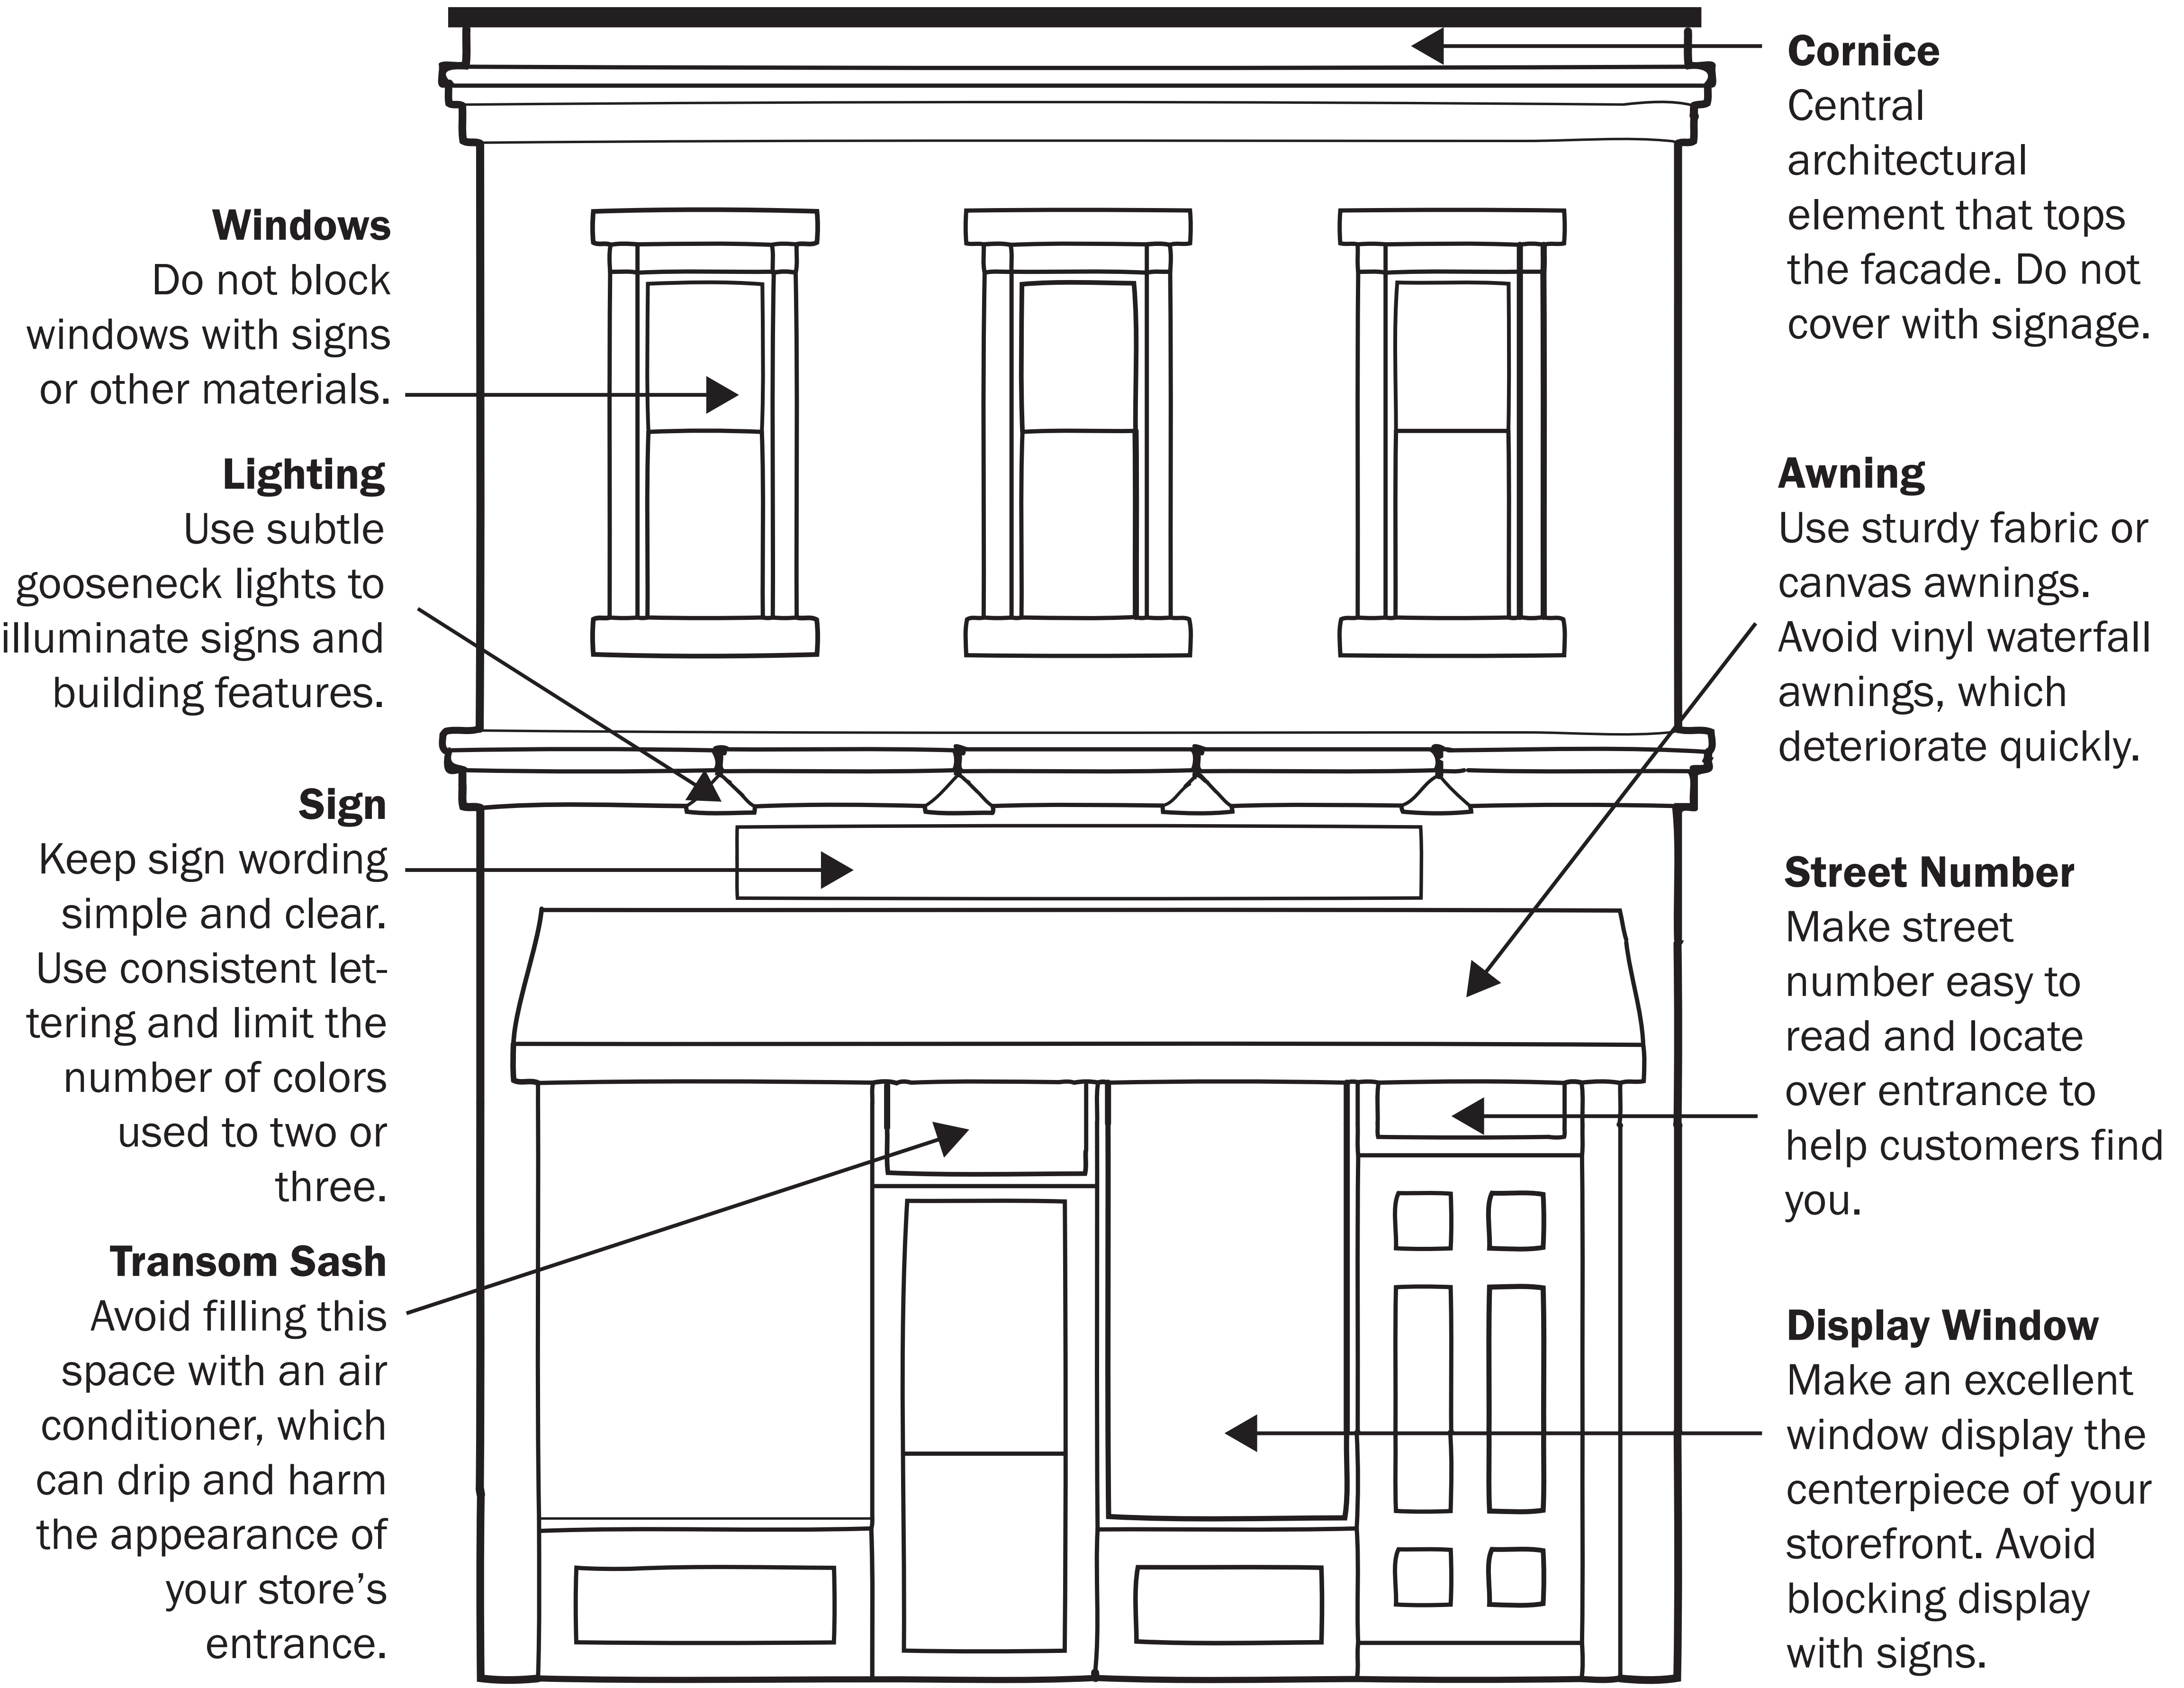 Windows
Do not block
windows with signs
or other materials.
Lighting
Use subtle
gooseneck lights to
illuminate signs and
building features.
Sign
Keep sign wording
simple and clear.
Use consistent let-
tering and limit the
number of colors
used to two or
three.
Transom Sash
Avoid filling this
space with an air
conditioner, which
can drip and harm
the appearance of
your store’s
entrance.
Cornice
Central
architectural
element that tops
the facade. Do not
cover with signage.
Awning
Use sturdy fabric or
canvas awnings.
Avoid vinyl waterfall
awnings, which
deteriorate quickly.
Street Number
Make street
number easy to
read and locate
over entrance to
help customers find
you.
Display Window
Make an excellent
window display the
centerpiece of your
storefront. Avoid
blocking display
with signs.